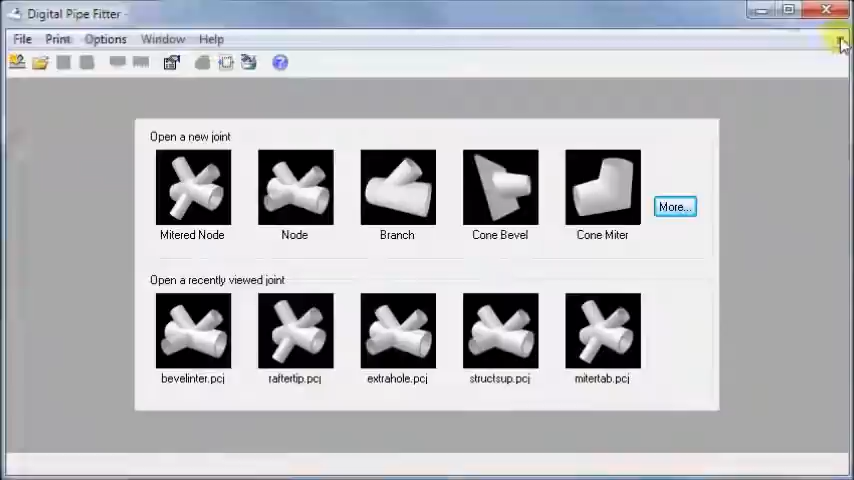 Digital Pipe Fitter
File Print Options Window Help
Open a new joint
Mitered Node Node Branch Cone Bevel Cone Miter More...
Open a recently viewed joint
bevelinter.pcj raftertip.pcj extrahole.pcj structsup.pcj mitertab.pcj